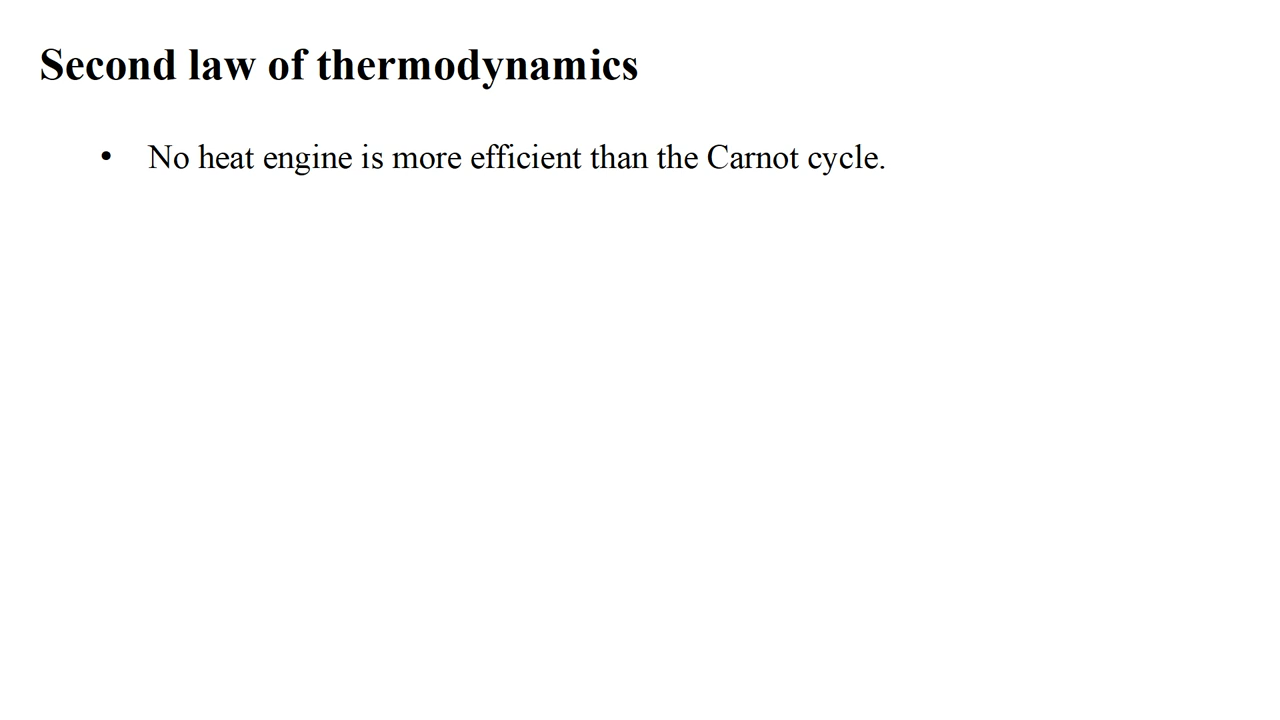 Second law of thermodynamics
• No heat engine is more efficient than the Carnot cycle.